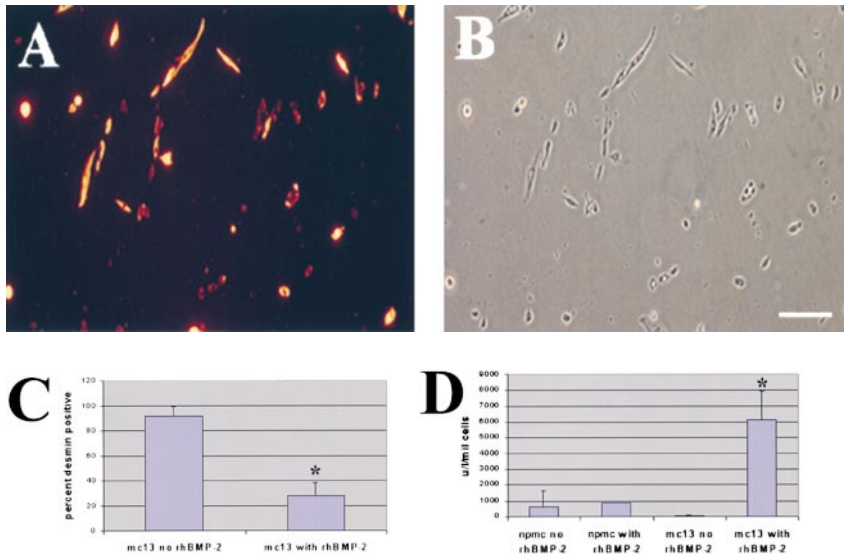 A
B
C
percent desmin positive
120
100
80
60
40
20
0
*
mc13 no rhBMP-2
mc13 with rhBMP-2
D
u/l/mil cells
9000
8000
7000
6000
5000
4000
3000
2000
1000
0
*
npmc no
rhBMP-2
npmc with
rhBMP-2
mc13 no
rhBMP-2
mc13 with
rhBMP-2